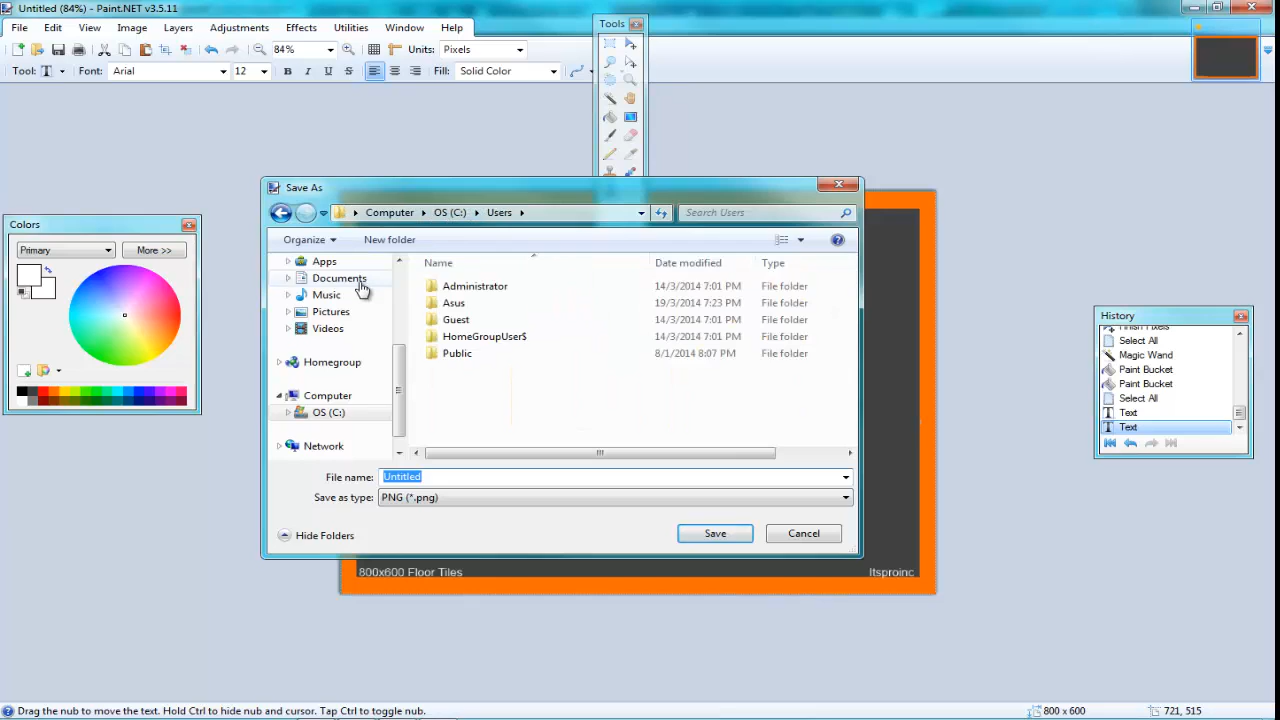 Untitled (84%) - Paint.NET v3.5.11
File Edit View Image Layers Adjustments Effects Utilities Window Help
84% Units: Pixels
Tool: T Font: Arial 12 B I U S Fill: Solid Color
Tools
Save As
Computer OS (C:) Users Search Users
Organize New folder
Apps
Documents
Music
Pictures
Videos
Homegroup
Computer
OS (C:)
Network
Name Date modified Type
Administrator 14/3/2014 7:01 PM File folder
Asus 19/3/2014 7:23 PM File folder
Guest 14/3/2014 7:01 PM File folder
HomeGroupUser$ 14/3/2014 7:01 PM File folder
Public 8/1/2014 8:07 PM File folder
File name: Untitled
Save as type: PNG (*.png)
Hide Folders Save Cancel
Colors
Primary More >>
History
Finish Pixels
Select All
Magic Wand
Paint Bucket
Paint Bucket
Select All
T Text
T Text
800x600 Floor Tiles Itsproinc
Drag the nub to move the text. Hold Ctrl to hide nub and cursor. Tap Ctrl to toggle nub. 800 x 600 721, 515